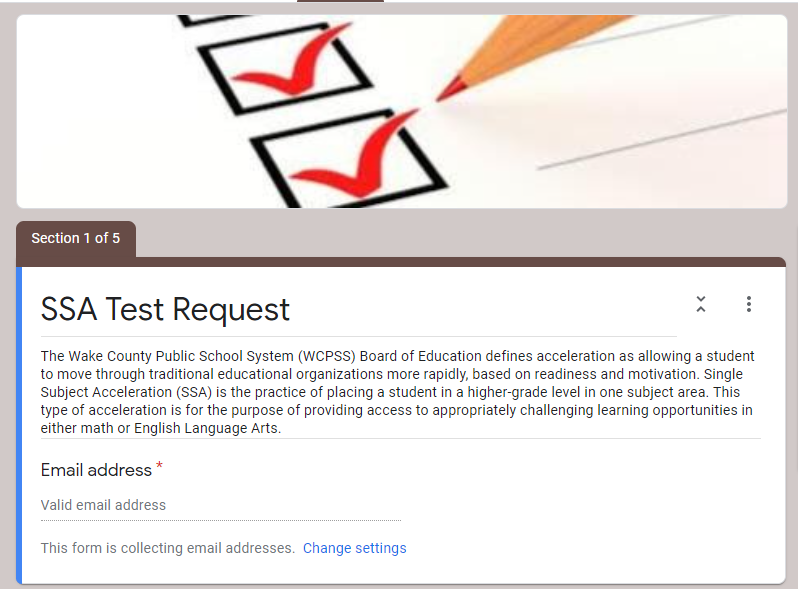 Section 1 of 5
SSA Test Request
The Wake County Public School System (WCPSS) Board of Education defines acceleration as allowing a student
to move through traditional educational organizations more rapidly, based on readiness and motivation. Single
Subject Acceleration (SSA) is the practice of placing a student in a higher-grade level in one subject area. This
type of acceleration is for the purpose of providing access to appropriately challenging learning opportunities in
either math or English Language Arts.
Email address *
Valid email address
This form is collecting email addresses. Change settings